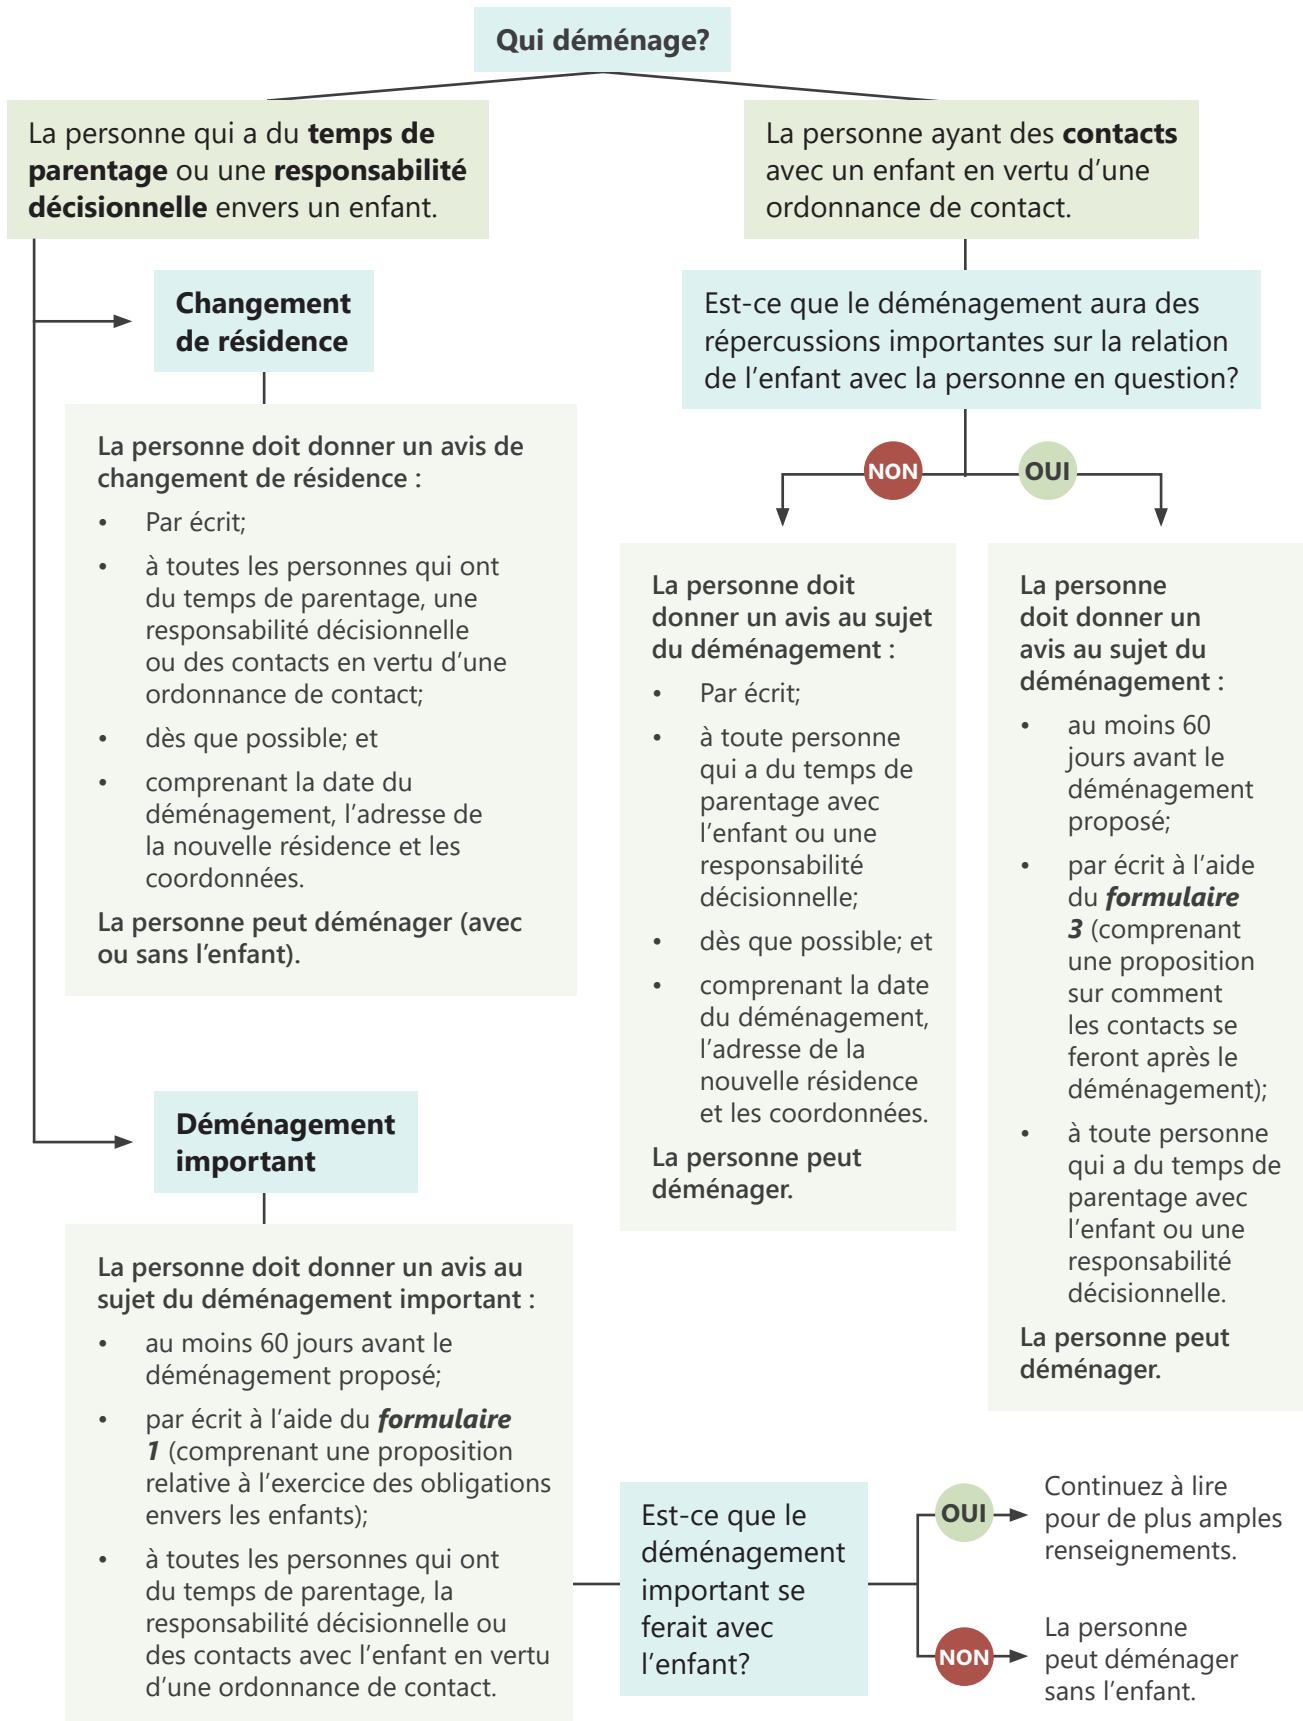 Qui déménage?
La personne qui a du temps de
parentage ou une responsabilité
décisionnelle envers un enfant.
Changement
de résidence
La personne doit donner un avis de
changement de résidence :
• Par écrit;
• à toutes les personnes qui ont
du temps de parentage, une
responsabilité décisionnelle
ou des contacts en vertu d’une
ordonnance de contact;
• dès que possible; et
• comprenant la date du
déménagement, l’adresse de
la nouvelle résidence et les
coordonnées.
La personne peut déménager (avec
ou sans l’enfant).
Déménagement
important
La personne doit donner un avis au
sujet du déménagement important :
• au moins 60 jours avant le
déménagement proposé;
• par écrit à l’aide du formulaire
1 (comprenant une proposition
relative à l’exercice des obligations
envers les enfants);
• à toutes les personnes qui ont
du temps de parentage, la
responsabilité décisionnelle ou
des contacts avec l’enfant en vertu
d’une ordonnance de contact.
Est-ce que le
déménagement
important se
ferait avec
l’enfant?
OUI
Continuez à lire
pour de plus amples
renseignements.
NON
La personne
peut déménager
sans l’enfant.
La personne ayant des contacts
avec un enfant en vertu d’une
ordonnance de contact.
Est-ce que le déménagement aura des
répercussions importantes sur la relation
de l’enfant avec la personne en question?
NON
La personne doit
donner un avis au sujet
du déménagement :
• Par écrit;
• à toute personne
qui a du temps de
parentage avec
l’enfant ou une
responsabilité
décisionnelle;
• dès que possible; et
• comprenant la date
du déménagement,
l’adresse de la
nouvelle résidence
et les coordonnées.
La personne peut
déménager.
OUI
La personne
doit donner un
avis au sujet du
déménagement :
• au moins 60
jours avant le
déménagement
proposé;
• par écrit à l’aide
du formulaire
3 (comprenant
une proposition
sur comment
les contacts se
feront après le
déménagement);
• à toute personne
qui a du temps de
parentage avec
l’enfant ou une
responsabilité
décisionnelle.
La personne peut
déménager.